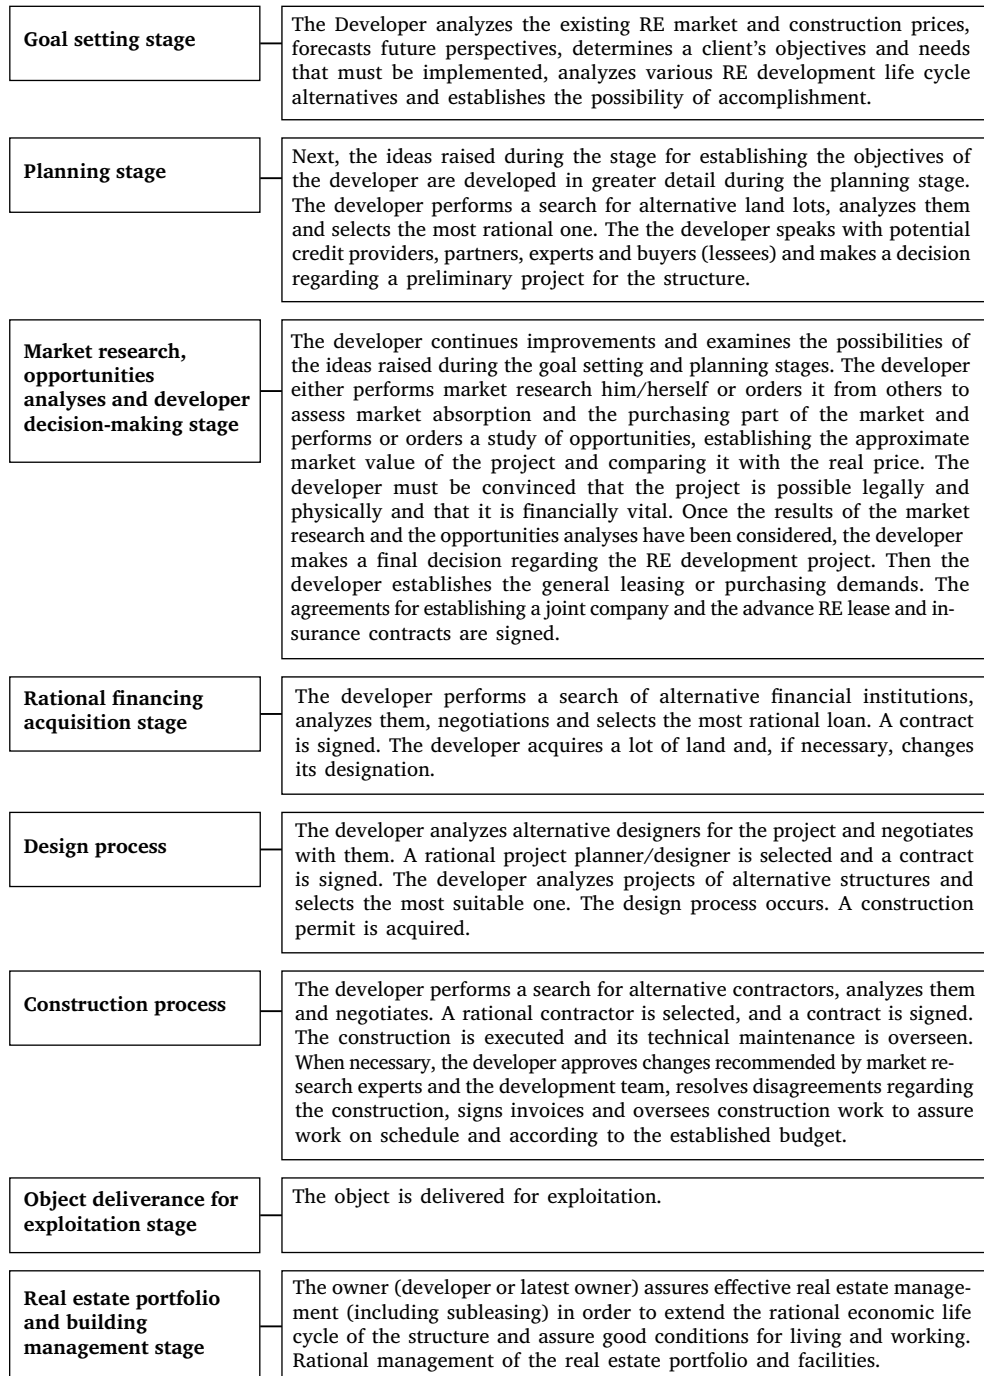 Goal setting stage
The Developer analyzes the existing RE market and construction prices,
forecasts future perspectives, determines a client’s objectives and needs
that must be implemented, analyzes various RE development life cycle
alternatives and establishes the possibility of accomplishment.
Planning stage
Next, the ideas raised during the stage for establishing the objectives of
the developer are developed in greater detail during the planning stage.
The developer performs a search for alternative land lots, analyzes them
and selects the most rational one. The the developer speaks with potential
credit providers, partners, experts and buyers (lessees) and makes a decision
regarding a preliminary project for the structure.
Market research,
opportunities
analyses and developer
decision-making stage
The developer continues improvements and examines the possibilities of
the ideas raised during the goal setting and planning stages. The developer
either performs market research him/herself or orders it from others to
assess market absorption and the purchasing part of the market and
performs or orders a study of opportunities, establishing the approximate
market value of the project and comparing it with the real price. The
developer must be convinced that the project is possible legally and
physically and that it is financially vital. Once the results of the market
research and the opportunities analyses have been considered, the developer
makes a final decision regarding the RE development project. Then the
developer establishes the general leasing or purchasing demands. The
agreements for establishing a joint company and the advance RE lease and in-
surance contracts are signed.
Rational financing
acquisition stage
The developer performs a search of alternative financial institutions,
analyzes them, negotiations and selects the most rational loan. A contract
is signed. The developer acquires a lot of land and, if necessary, changes
its designation.
Design process
The developer analyzes alternative designers for the project and negotiates
with them. A rational project planner/designer is selected and a contract
is signed. The developer analyzes projects of alternative structures and
selects the most suitable one. The design process occurs. A construction
permit is acquired.
Construction process
The developer performs a search for alternative contractors, analyzes them
and negotiates. A rational contractor is selected, and a contract is signed.
The construction is executed and its technical maintenance is overseen.
When necessary, the developer approves changes recommended by market re-
search experts and the development team, resolves disagreements regarding
the construction, signs invoices and oversees construction work to assure
work on schedule and according to the established budget.
Object deliverance for
exploitation stage
The object is delivered for exploitation.
Real estate portfolio
and building
management stage
The owner (developer or latest owner) assures effective real estate manage-
ment (including subleasing) in order to extend the rational economic life
cycle of the structure and assure good conditions for living and working.
Rational management of the real estate portfolio and facilities.